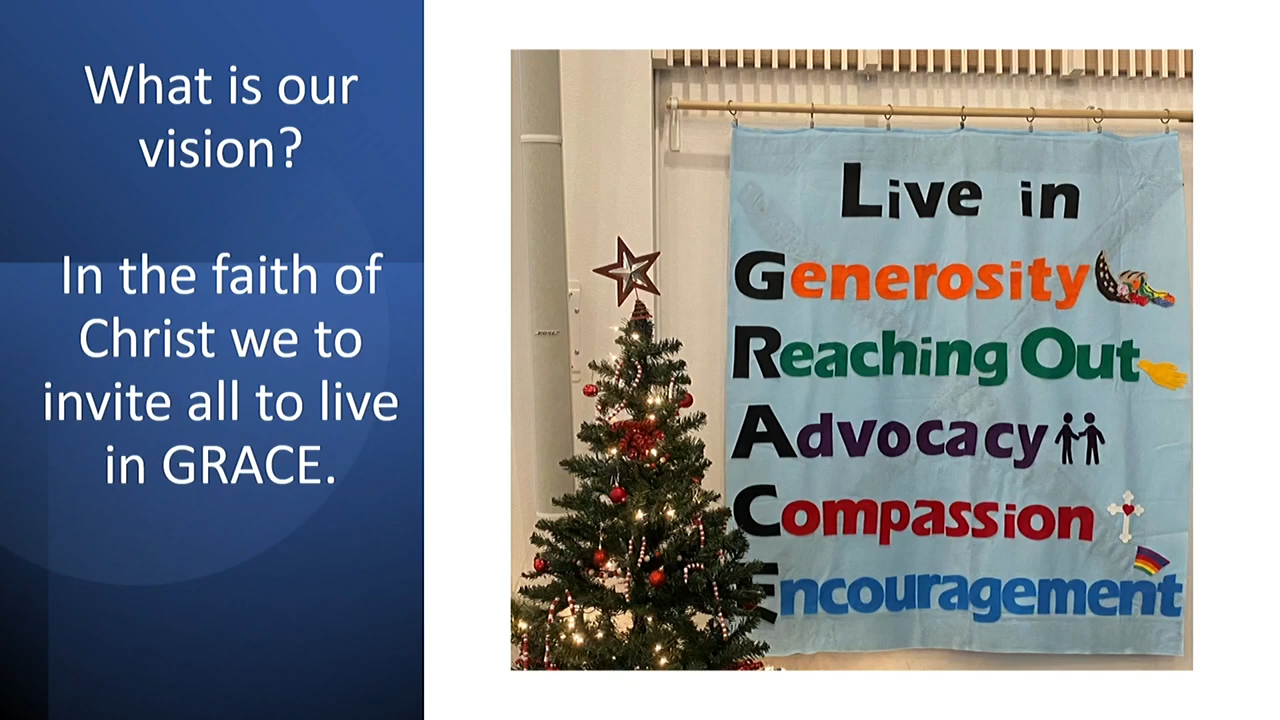 What is our
vision?
In the faith of
Christ we to
invite all to live
in GRACE.
Live in
Generosity
Reaching Out
Advocacy
Compassion
Encouragement